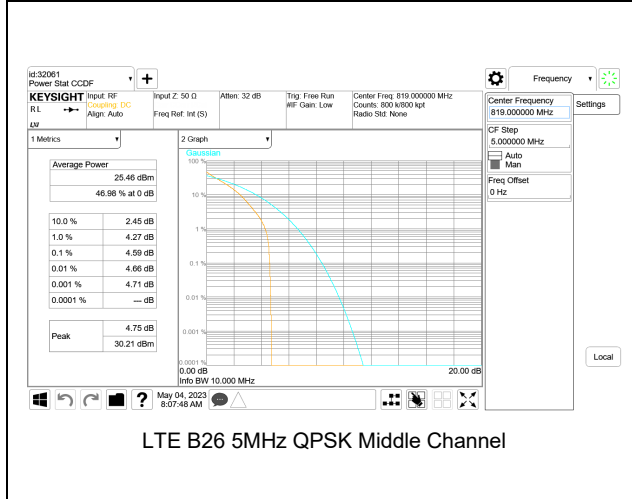 id:32061
Power Stat CCDF
+
Frequency
KEYSIGHT
RL
LXI
Input: RF
Coupling: DC
Align: Auto
Input Z: 50 Ω
Freq Ref: Int (S)
Atten: 32 dB
Trig: Free Run
#IF Gain: Low
Center Freq: 819.000000 MHz
Counts: 800 k/800 kpt
Radio Std: None
Center Frequency
819.000000 MHz
Settings
CF Step
5.000000 MHz
Auto
Man
Freq Offset
0 Hz
Local
1 Metrics
Average Power
25.46 dBm
46.98 % at 0 dB
10.0 % 2.45 dB
1.0 % 4.27 dB
0.1 % 4.59 dB
0.01 % 4.66 dB
0.001 % 4.71 dB
0.0001 % --- dB
Peak
4.75 dB
30.21 dBm
2 Graph
Gaussian
100 %
10 %
1 %
0.1 %
0.01 %
0.001 %
0.0001 %
0.00 dB 20.00 dB
Info BW 10.000 MHz
?
May 04, 2023
8:07:48 AM
LTE B26 5MHz QPSK Middle Channel